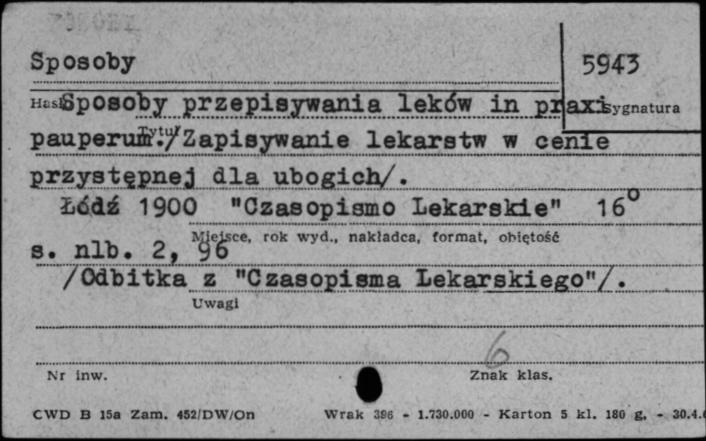 Sposoby
5943
Hasło Sposoby przepisywania leków in praxi Sygnatura
pauperum./Zapisywanie lekarstw w cenie
Tytuł
przystępnej dla ubogich/.
Łódź 1900 "Czasopismo Lekarskie" 16°
Miejsce, rok wyd., nakładca, format, objętość
s. nlb. 2, 96
/Odbitka z "Czasopisma Lekarskiego"/.
Uwagi
6
Nr inw. Znak klas.
CWD B 15a Zam. 452/DW/On Wrak 396 - 1.730.000 - Karton 5 kl. 180 g. - 30.4.